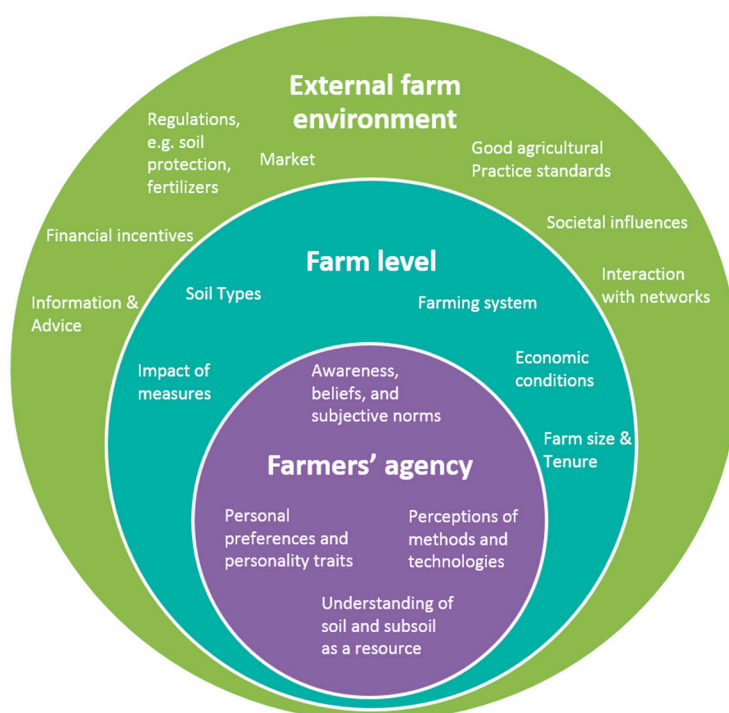 External farm
environment
Regulations,
e.g. soil
protection,
fertilizers
Market
Good agricultural
Practice standards
Financial incentives
Societal influences
Information &
Advice
Interaction
with networks
Farm level
Soil Types
Farming system
Impact of
measures
Economic
conditions
Farm size &
Tenure
Awareness,
beliefs, and
subjective norms
Farmers' agency
Personal
preferences and
personality traits
Perceptions of
methods and
technologies
Understanding of
soil and subsoil
as a resource